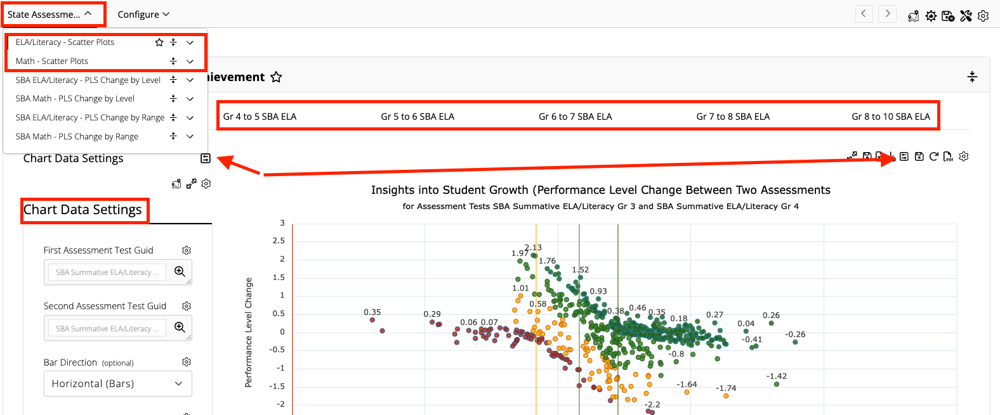 State Assessme...
Configure
ELA/Literacy - Scatter Plots
Math - Scatter Plots
SBA ELA/Literacy - PLS Change by Level
SBA Math - PLS Change by Level
SBA ELA/Literacy - PLS Change by Range
SBA Math - PLS Change by Range
hievement
Gr 4 to 5 SBA ELA
Gr 5 to 6 SBA ELA
Gr 6 to 7 SBA ELA
Gr 7 to 8 SBA ELA
Gr 8 to 10 SBA ELA
Chart Data Settings
Chart Data Settings
First Assessment Test Guid
SBA Summative ELA/Literacy ...
Second Assessment Test Guid
SBA Summative ELA/Literacy ...
Bar Direction (optional)
Horizontal (Bars)
PDF
Insights into Student Growth (Performance Level Change Between Two Assessments
for Assessment Tests SBA Summative ELA/Literacy Gr 3 and SBA Summative ELA/Literacy Gr 4
Performance Level Change
3
2.5
2
1.5
1
0.5
0
-0.5
-1
-1.5
-2
2.13
1.97
1.76
1.52
1.01
0.93
0.58
0.35
0.29
0.38
0.46
0.35
0.18
0.27
0.26
0.06
0.07
0.04
-0.26
-0.41
-0.8
-1.42
-1.64
-1.74
-2.2